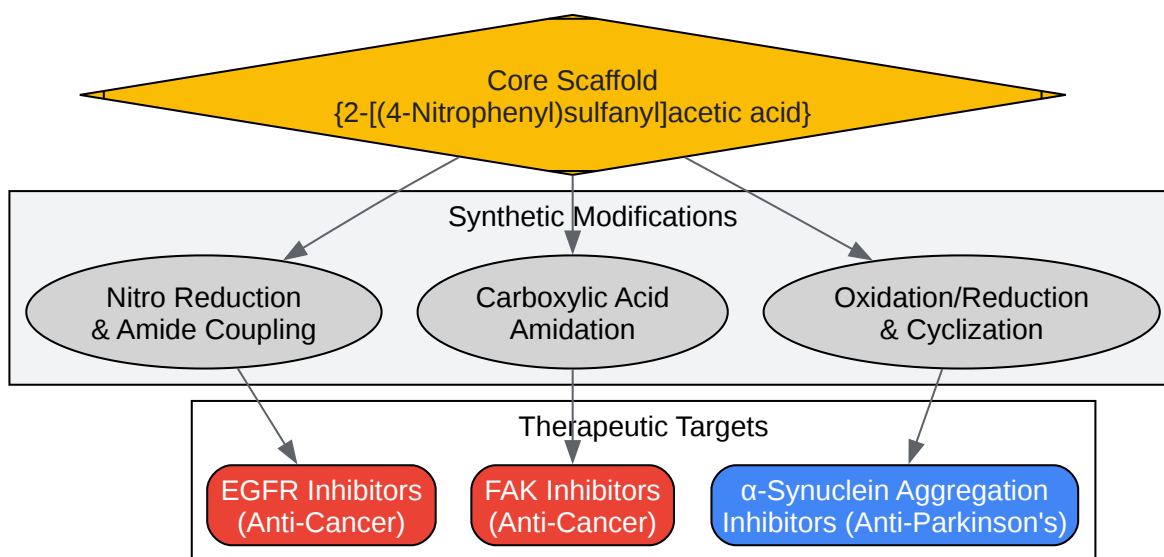 Core Scaffold
{2-[(4-Nitrophenyl)sulfanyl]acetic acid}
Synthetic Modifications
Nitro Reduction
& Amide Coupling
Carboxylic Acid
Amidation
Oxidation/Reduction
& Cyclization
Therapeutic Targets
EGFR Inhibitors
(Anti-Cancer)
FAK Inhibitors
(Anti-Cancer)
α-Synuclein Aggregation
Inhibitors (Anti-Parkinson's)